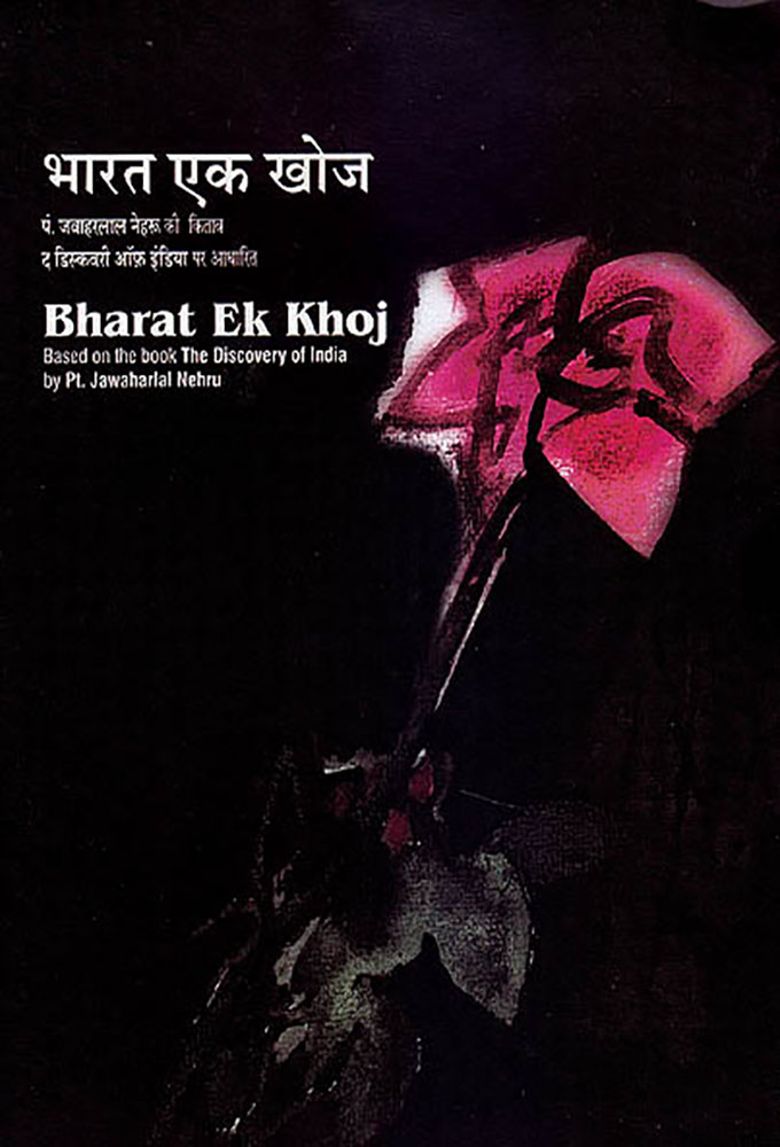 भारत एक खोज
पं. जवाहरलाल नेहरू की किताब
द डिस्कवरी ऑफ़ इंडिया पर आधारित
Bharat Ek Khoj
Based on the book The Discovery of India
by Pt. Jawaharlal Nehru